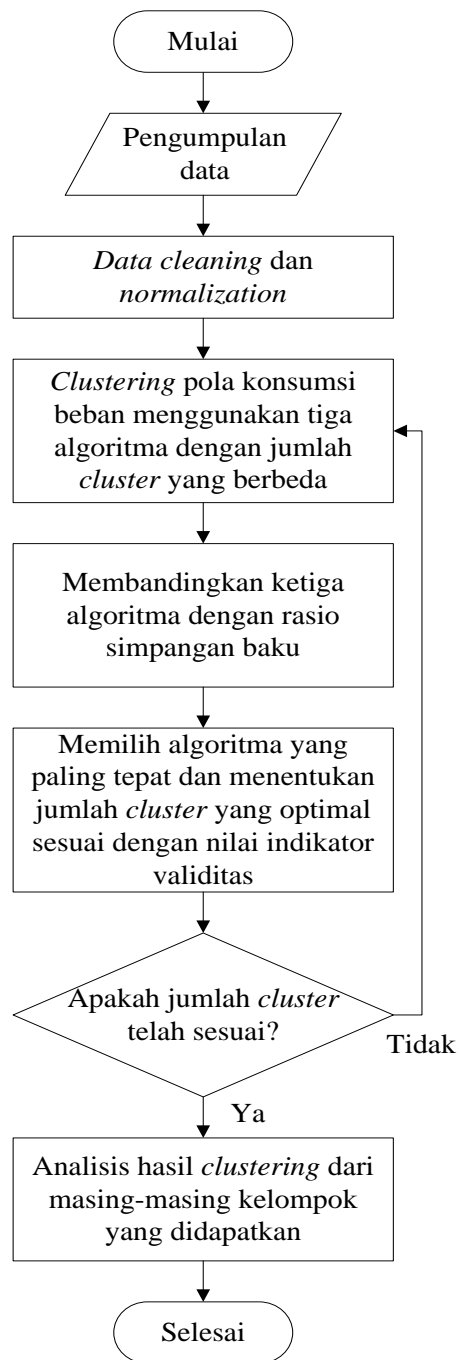 Mulai
Pengumpulan
data
Data cleaning dan
normalization
Clustering pola konsumsi
beban menggunakan tiga
algoritma dengan jumlah
cluster yang berbeda
Membandingkan ketiga
algoritma dengan rasio
simpangan baku
Memilih algoritma yang
paling tepat dan menentukan
jumlah cluster yang optimal
sesuai dengan nilai indikator
validitas
Apakah jumlah cluster
telah sesuai?
Tidak
Ya
Analisis hasil clustering dari
masing-masing kelompok
yang didapatkan
Selesai